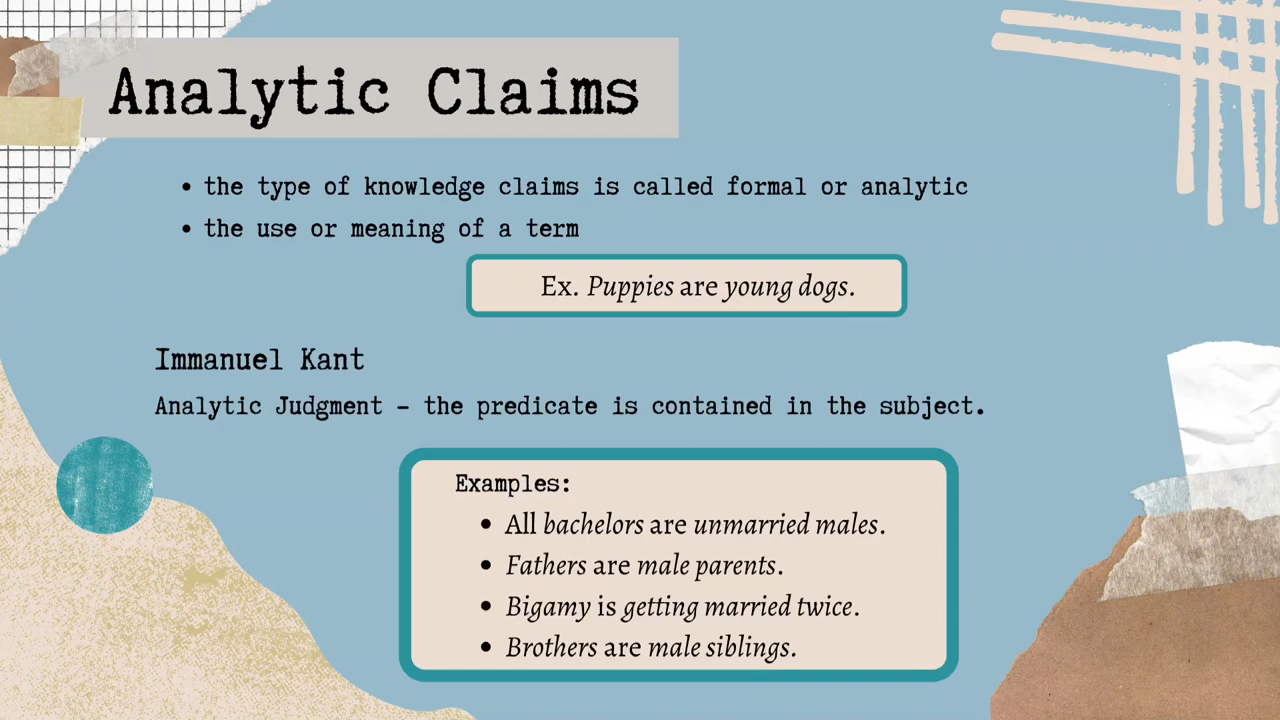 Analytic Claims
• the type of knowledge claims is called formal or analytic
• the use or meaning of a term
Ex. Puppies are young dogs.
Immanuel Kant
Analytic Judgment – the predicate is contained in the subject.
Examples:
• All bachelors are unmarried males.
• Fathers are male parents.
• Bigamy is getting married twice.
• Brothers are male siblings.